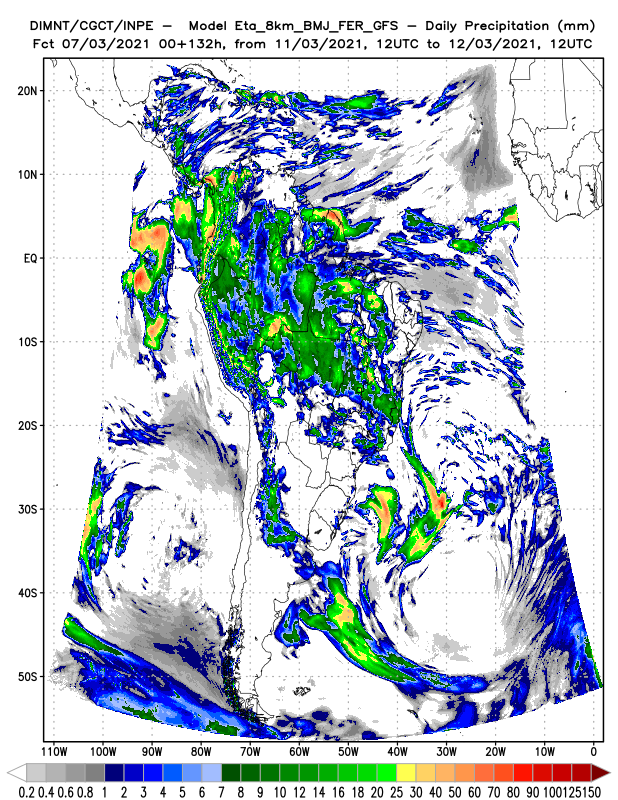 DIMNT/CGCT/INPE – Model Eta_8km_BMJ_FER_GFS – Daily Precipitation (mm)
Fct 07/03/2021 00+132h, from 11/03/2021, 12UTC to 12/03/2021, 12UTC
20N
10N
EQ
10S
20S
30S
40S
50S
110W 100W 90W 80W 70W 60W 50W 40W 30W 20W 10W 0
0.2 0.4 0.6 0.8 1 2 3 4 5 6 7 8 9 10 12 14 16 18 20 25 30 40 50 60 70 80 90 100 125 150